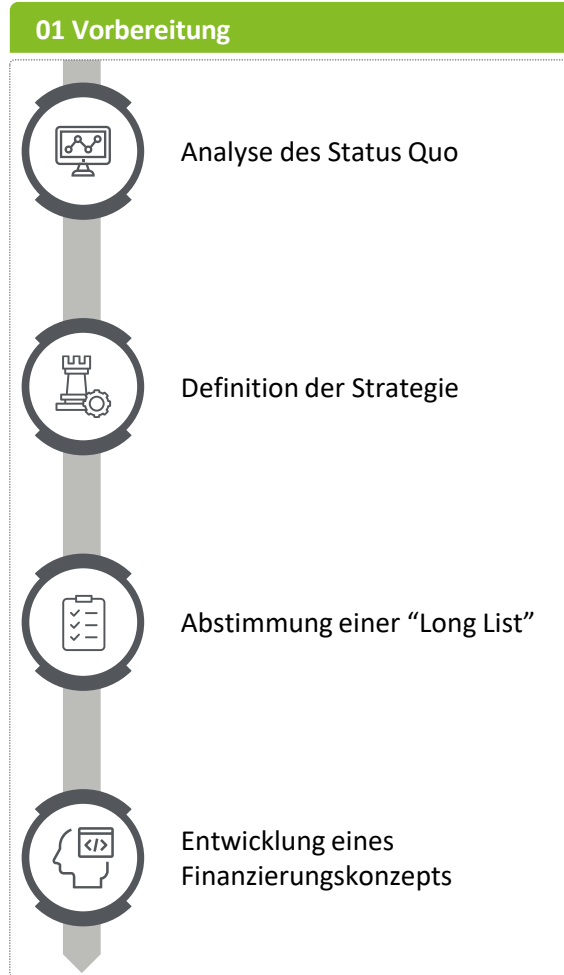 01 Vorbereitung
Analyse des Status Quo
Definition der Strategie
Abstimmung einer “Long List”
</>
Entwicklung eines
Finanzierungskonzepts